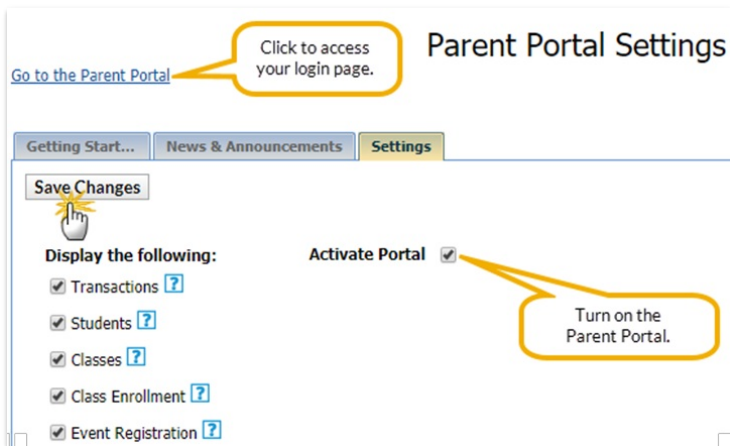 Click to access
your login page.
Parent Portal Settings
Go to the Parent Portal
Getting Start...
News & Announcements
Settings
Save Changes
Display the following:
Activate Portal
Transactions ?
Students ?
Turn on the
Parent Portal.
Classes ?
Class Enrollment ?
Event Registration ?